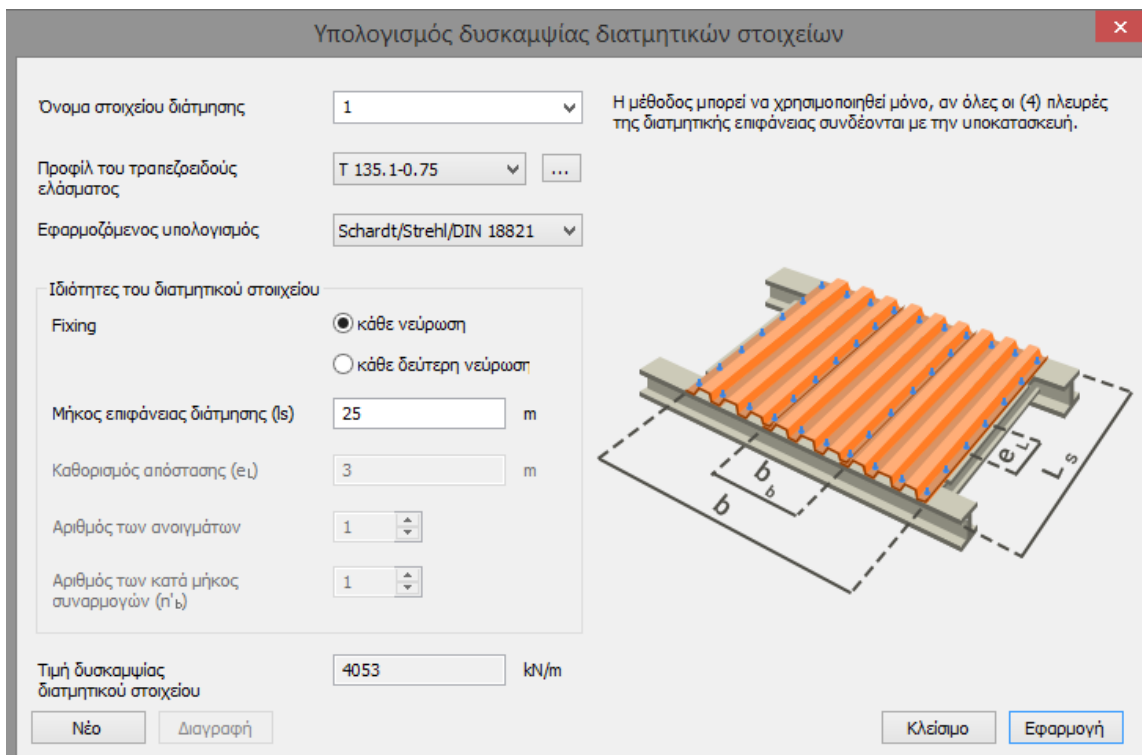 Υπολογισμός δυσκαμψίας διατμητικών στοιχείων
Όνομα στοιχείου διάτμησης
1
Η μέθοδος μπορεί να χρησιμοποιηθεί μόνο, αν όλες οι (4) πλευρές
της διατμητικής επιφάνειας συνδέονται με την υποκατασκευή.
Προφίλ του τραπεζοειδούς
ελάσματος
T 135.1-0.75
...
Εφαρμοζόμενος υπολογισμός
Schardt/Strehl/DIN 18821
Ιδιότητες του διατμητικού στοιιχείου
Fixing
κάθε νεύρωση
κάθε δεύτερη νεύρωση
Μήκος επιφάνειας διάτμησης (ls)
25
m
Καθορισμός απόστασης (eL)
3
m
Αριθμός των ανοιγμάτων
1
Αριθμός των κατά μήκος
συναρμογών (n'b)
1
eL
Ls
bb
b
Τιμή δυσκαμψίας
διατμητικού στοιχείου
4053
kN/m
Νέο
Διαγραφή
Κλείσιμο
Εφαρμογή